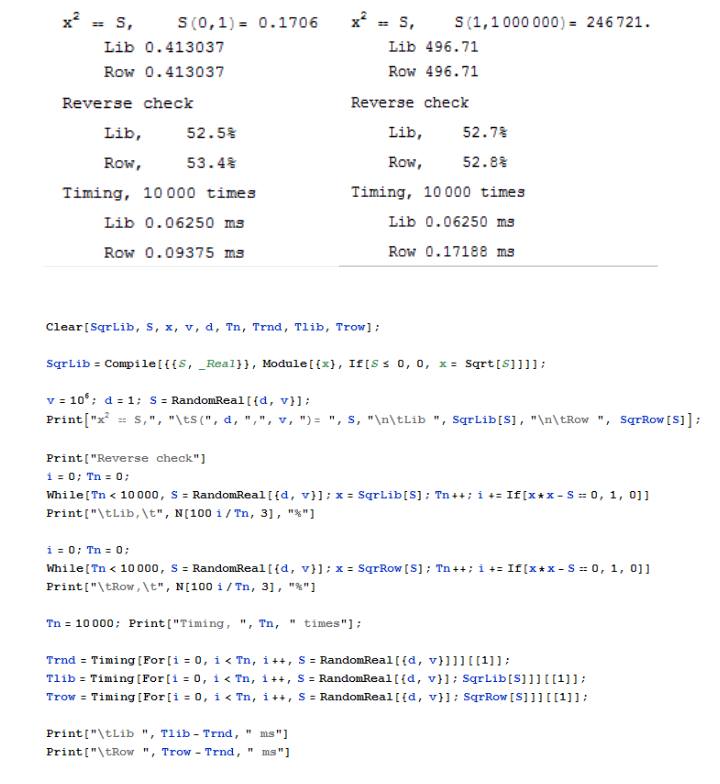 x² == S, S(0,1)= 0.1706
Lib 0.413037
Row 0.413037
Reverse check
Lib, 52.5%
Row, 53.4%
Timing, 10000 times
Lib 0.06250 ms
Row 0.09375 ms
x² == S, S(1,1000000)= 246721.
Lib 496.71
Row 496.71
Reverse check
Lib, 52.7%
Row, 52.8%
Timing, 10000 times
Lib 0.06250 ms
Row 0.17188 ms
Clear[SqrLib, S, x, v, d, Tn, Trnd, Tlib, Trow];
SqrLib = Compile[{{S, _Real}}, Module[{x}, If[S ≤ 0, 0, x = Sqrt[S]]]];
v = 10⁶; d = 1; S = RandomReal[{d, v}];
Print["x² == S,", "\tS(", d, ",", v, ")= ", S, "\n\tLib ", SqrLib[S], "\n\tRow ", SqrRow[S]];
Print["Reverse check"]
i = 0; Tn = 0;
While[Tn < 10000, S = RandomReal[{d, v}]; x = SqrLib[S]; Tn++; i += If[x*x - S == 0, 1, 0]]
Print["\tLib,\t", N[100 i / Tn, 3], "%"]
i = 0; Tn = 0;
While[Tn < 10000, S = RandomReal[{d, v}]; x = SqrRow[S]; Tn++; i += If[x*x - S == 0, 1, 0]]
Print["\tRow,\t", N[100 i / Tn, 3], "%"]
Tn = 10000; Print["Timing, ", Tn, " times"];
Trnd = Timing[For[i = 0, i < Tn, i++, S = RandomReal[{d, v}]]][[1]];
Tlib = Timing[For[i = 0, i < Tn, i++, S = RandomReal[{d, v}]; SqrLib[S]]][[1]];
Trow = Timing[For[i = 0, i < Tn, i++, S = RandomReal[{d, v}]; SqrRow[S]]][[1]];
Print["\tLib ", Tlib - Trnd, " ms"]
Print["\tRow ", Trow - Trnd, " ms"]